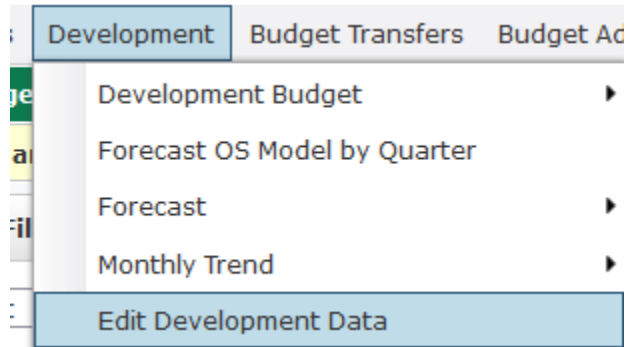 Development Budget Transfers
Development Budget
Forecast OS Model by Quarter
Forecast
Monthly Trend
Edit Development Data